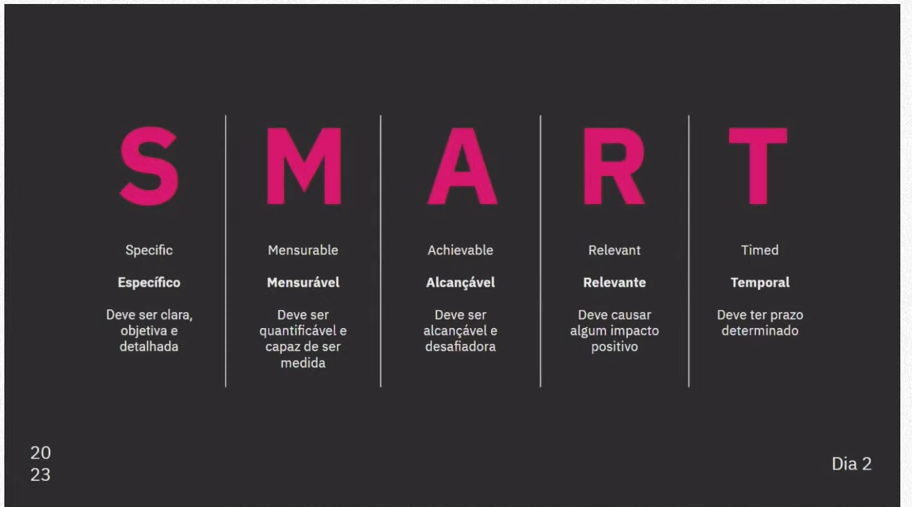 S
Specific
Específico
Deve ser clara,
objetiva e
detalhada
M
Mensurable
Mensurável
Deve ser
quantificável e
capaz de ser
medida
A
Achievable
Alcançável
Deve ser
alcançável e
desafiadora
R
Relevant
Relevante
Deve causar
algum impacto
positivo
T
Timed
Temporal
Deve ter prazo
determinado
20
23
Dia 2